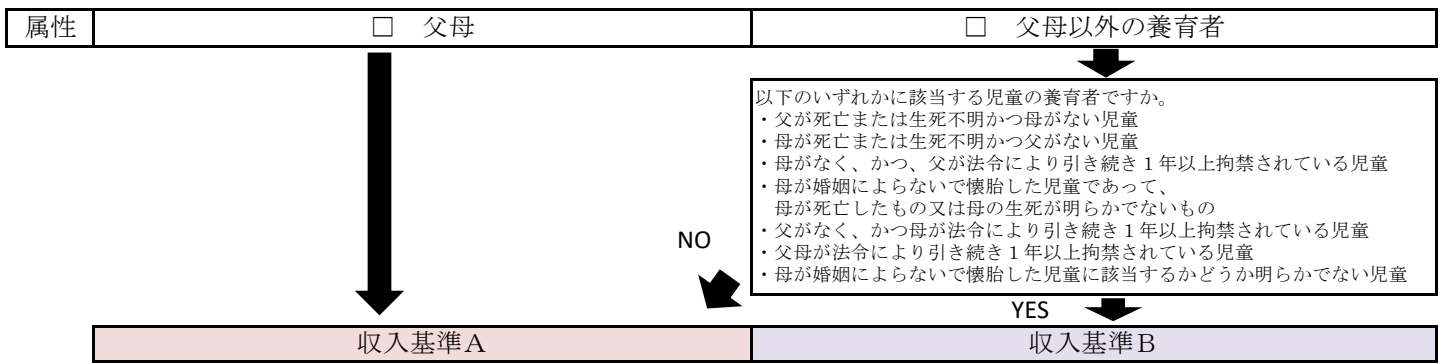 属性 □ 父母 □ 父母以外の養育者
以下のいずれかに該当する児童の養育者ですか。
・父が死亡または生死不明かつ母がない児童
・母が死亡または生死不明かつ父がない児童
・母がなく、かつ、父が法令により引き続き１年以上拘禁されている児童
・母が婚姻によらないで懐胎した児童であって、
母が死亡したもの又は母の生死が明らかでないもの
・父がなく、かつ母が法令により引き続き１年以上拘禁されている児童
・父母が法令により引き続き１年以上拘禁されている児童
・母が婚姻によらないで懐胎した児童に該当するかどうか明らかでない児童
NO
YES
収入基準Ａ 収入基準Ｂ